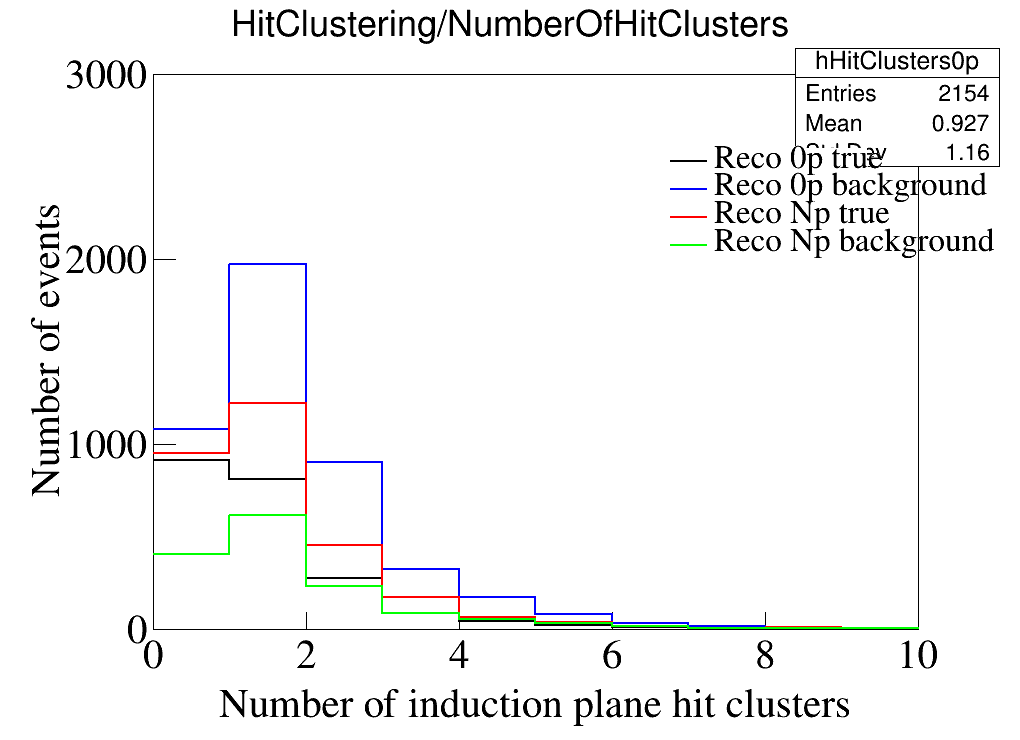 HitClustering/NumberOfHitClusters
hHitClusters0p
Entries 2154
Mean 0.927
1.16
Reco 0p true
Reco 0p background
Reco Np true
Reco Np background
Number of events
3000
2000
1000
0
0 2 4 6 8 10
Number of induction plane hit clusters